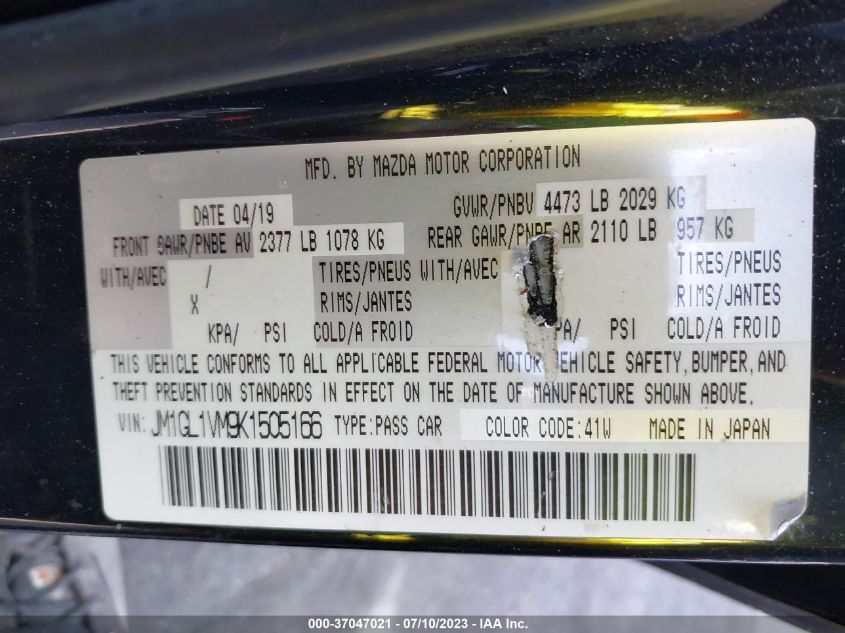 MFD. BY MAZDA MOTOR CORPORATION
DATE 04/19 GVWR/PNBV 4473 LB 2029 KG
FRONT GAWR/PNBE AV 2377 LB 1078 KG REAR GAWR/PNBE AR 2110 LB 957 KG
WITH/AVEC / TIRES/PNEUS WITH/AVEC TIRES/PNEUS
X RIMS/JANTES RIMS/JANTES
KPA/ PSI COLD/A FROID PA/ PSI COLD/A FROID
THIS VEHICLE CONFORMS TO ALL APPLICABLE FEDERAL MOTOR VEHICLE SAFETY, BUMPER, AND
THEFT PREVENTION STANDARDS IN EFFECT ON THE DATE OF MANUFACTURE SHOWN ABOVE.
VIN: JM1GL1VM9K1505166 TYPE:PASS CAR COLOR CODE:41W MADE IN JAPAN
000-37047021 - 07/10/2023 - IAA Inc.